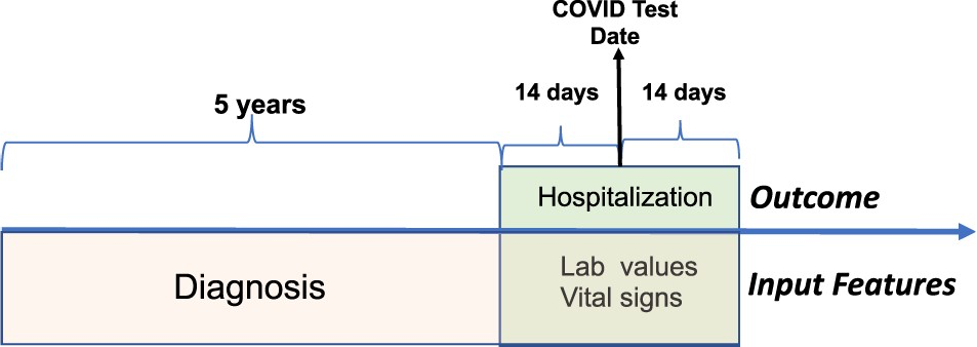 COVID Test
Date
14 days
14 days
5 years
Hospitalization
Outcome
Diagnosis
Lab values
Vital signs
Input Features